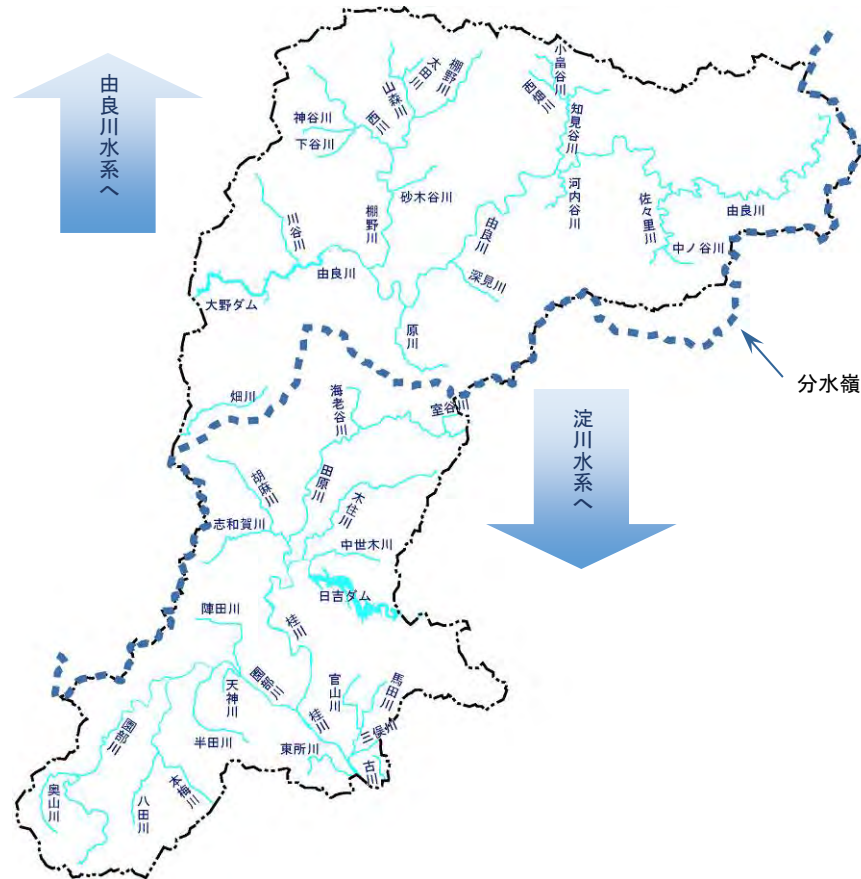 由良川水系へ
小畠谷川
棚野川
太田川
山森川
西畑川
神谷川
西川
知見谷川
下谷川
砂木谷川
河内谷川
佐々里川
由良川
川谷川
棚野川
由良川
中ノ谷川
由良川
深見川
大野ダム
原川
分水嶺
畑川
海老谷川
室谷川
淀川水系へ
胡麻川
田原川
木住川
志和賀川
中世木川
日吉ダム
陣田川
桂川
園部川
官山川
馬田川
天神川
桂川
三俣川
園部川
半田川
東所川
古川
奥山川
八田川
本梅川